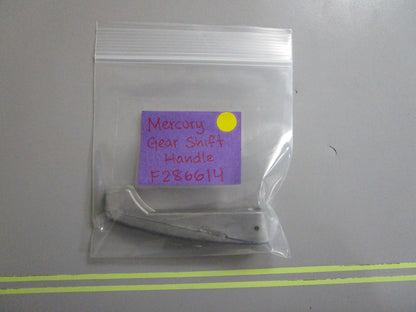 Mercury
Gear Shift
Handle
F286614